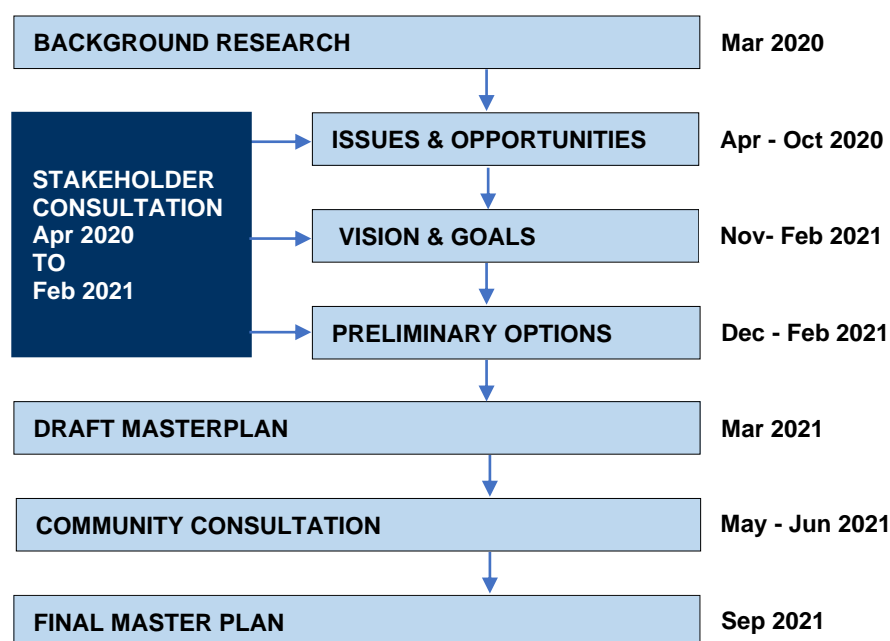 BACKGROUND RESEARCH
Mar 2020
STAKEHOLDER
CONSULTATION
Apr 2020
TO
Feb 2021
ISSUES & OPPORTUNITIES
Apr - Oct 2020
VISION & GOALS
Nov- Feb 2021
PRELIMINARY OPTIONS
Dec - Feb 2021
DRAFT MASTERPLAN
Mar 2021
COMMUNITY CONSULTATION
May - Jun 2021
FINAL MASTER PLAN
Sep 2021